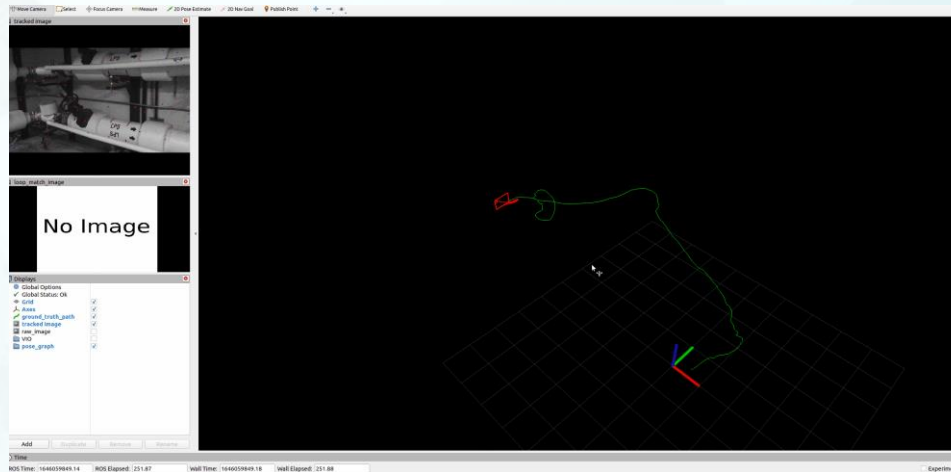 Move Camera Select Focus Camera Measure 2D Pose Estimate 2D Nav Goal Publish Point
tracked image
loop_match_image
No Image
Displays
Global Options
Global Status: Ok
Grid
Axes
ground_truth_path
tracked image
raw_image
VIO
pose_graph
Add Duplicate Remove Rename
Time
ROS Time: 1646059849.14 ROS Elapsed: 251.87 Wall Time: 1646059849.18 Wall Elapsed: 251.88 Experim